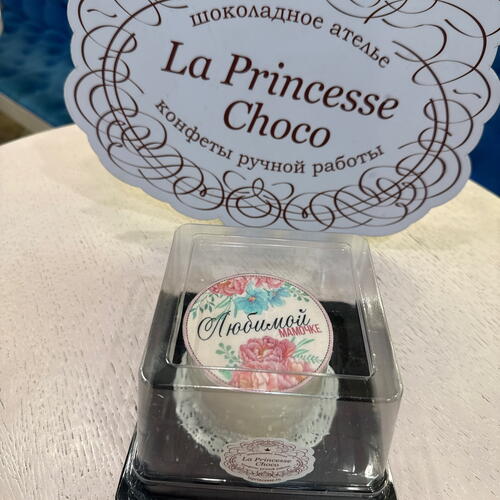 шоколадное ателье
La Princesse
Choco
конфеты ручной работы
Любимой
МАМОЧКЕ
La Princesse
Choco